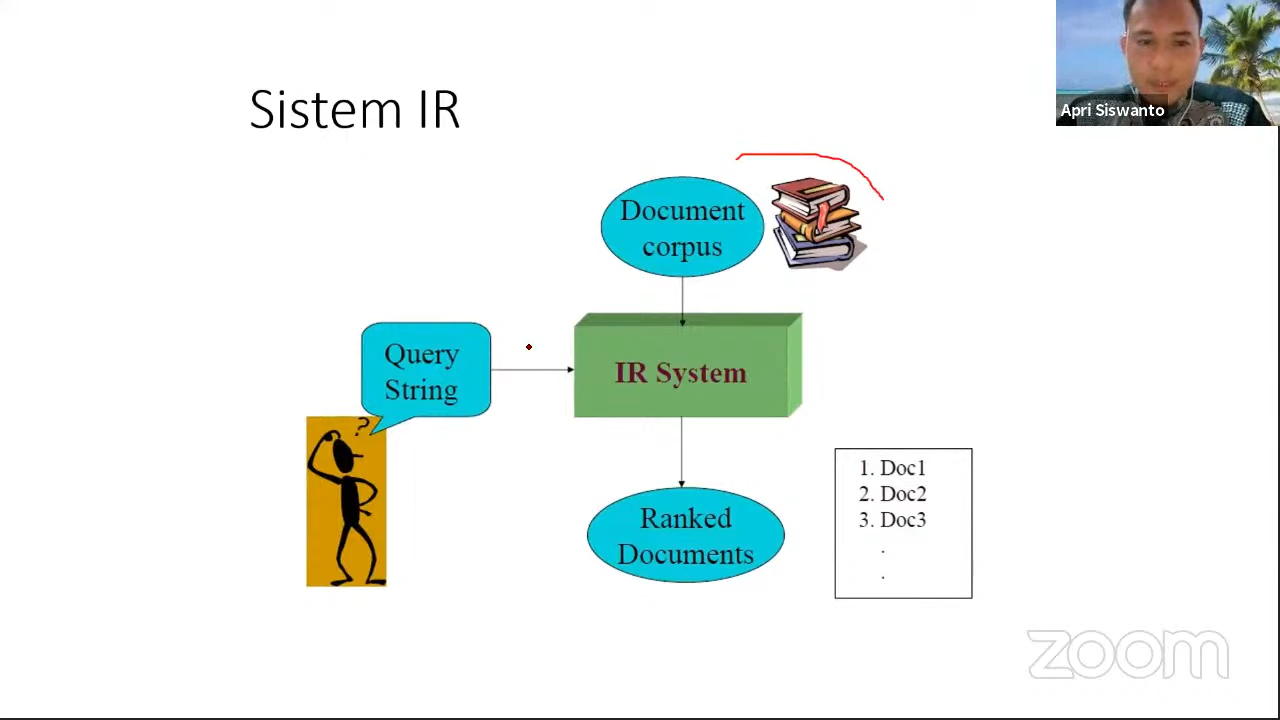 Apri Siswanto
Sistem IR
Document
corpus
Query
String
?
IR System
1. Doc1
2. Doc2
3. Doc3
.
.
Ranked
Documents
zoom